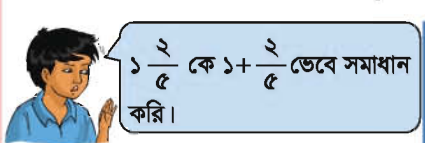 ১ ২/৫ কে ১+ ২/৫ ভেবে সমাধান
করি।